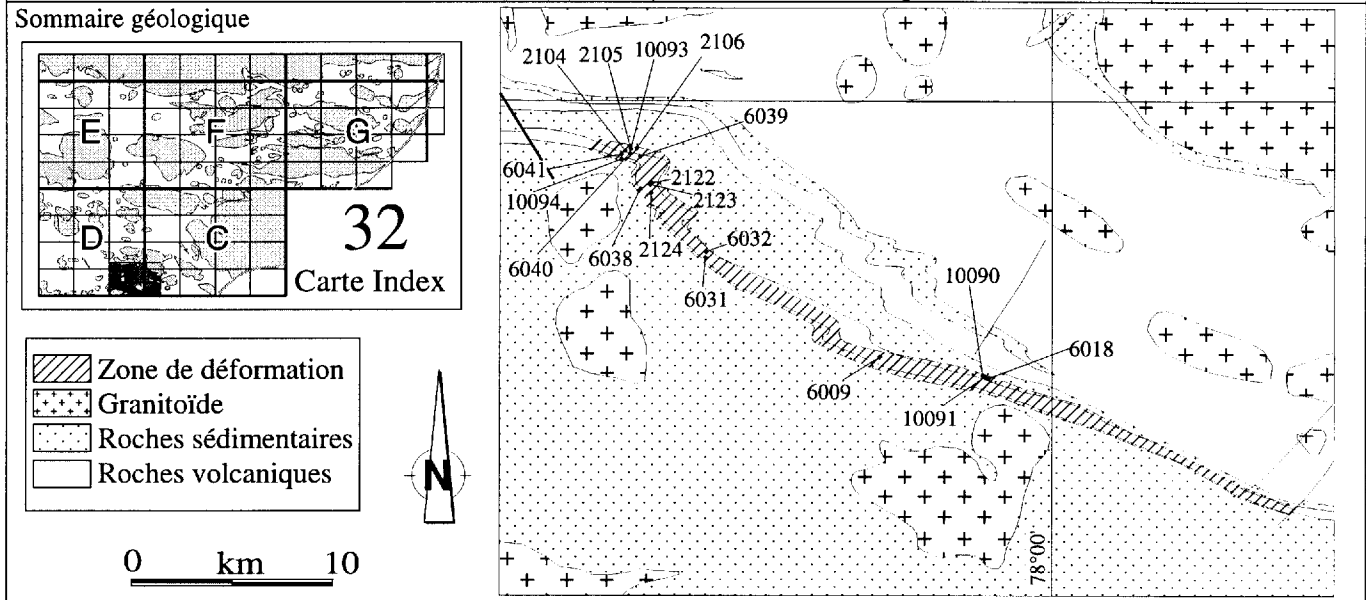 Sommaire géologique
E
F
G
D
C
32
Carte Index
Zone de déformation
Granitoïde
Roches sédimentaires
Roches volcaniques
N
0 km 10
2104
2105
10093
2106
6039
6041
10094
2122
2123
6040
6038
2124
6032
6031
10090
6018
6009
10091
78°00'